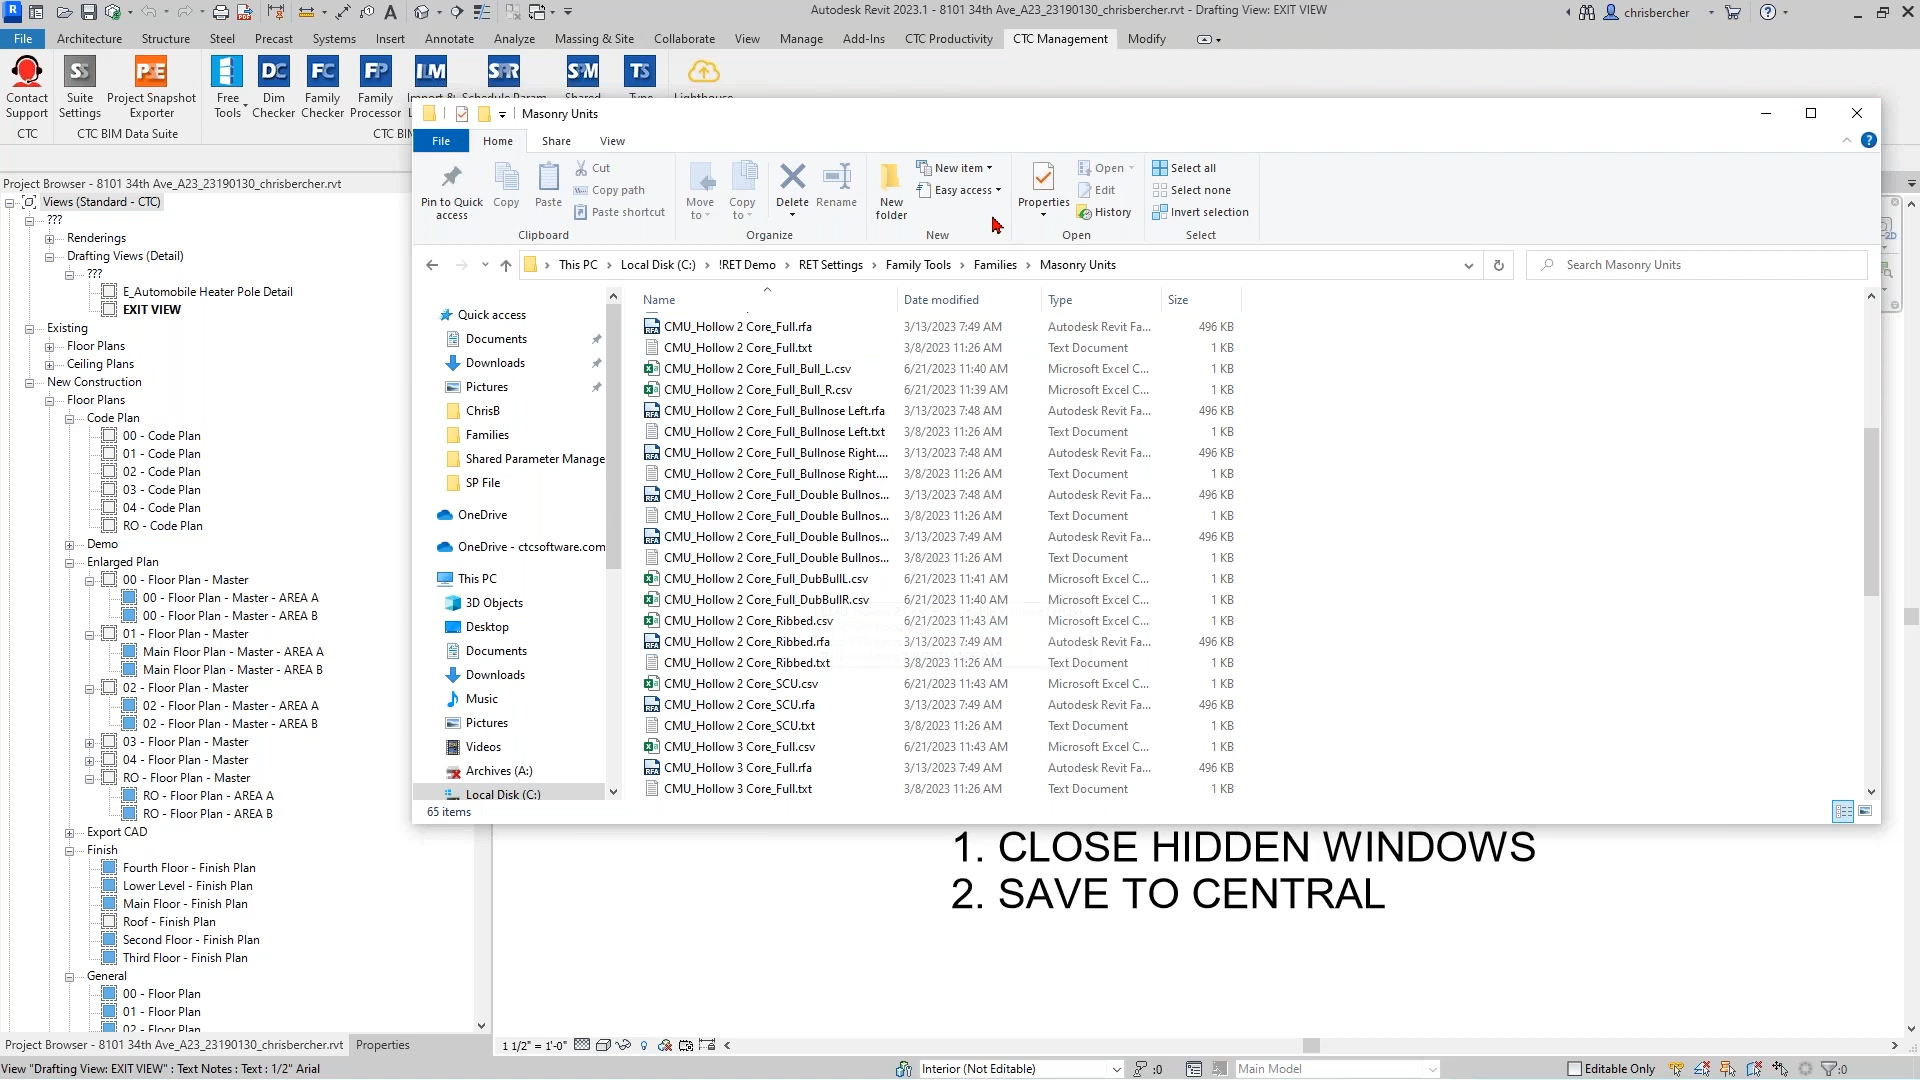 Autodesk Revit 2023.1 - 8101 34th Ave_A23_23190130_chrisbercher.rvt - Drafting View: EXIT VIEW
chrisbercher
File Architecture Structure Steel Precast Systems Insert Annotate Analyze Massing & Site Collaborate View Manage Add-Ins CTC Productivity CTC Management Modify
Contact Support
Suite Settings
Project Snapshot Exporter
Free Tools
Dim Checker
Family Checker
Family Processor
CTC
CTC BIM Data Suite
Masonry Units
File Home Share View
Pin to Quick access
Copy
Paste
Cut
Copy path
Paste shortcut
Move to
Copy to
Delete
Rename
New folder
New item
Easy access
Properties
Open
Edit
History
Select all
Select none
Invert selection
Clipboard Organize New Open Select
This PC > Local Disk (C:) > !RET Demo > RET Settings > Family Tools > Families > Masonry Units
Search Masonry Units
Quick access
Documents
Downloads
Pictures
ChrisB
Families
Shared Parameter Manage
SP File
OneDrive
OneDrive - ctcsoftware.com
This PC
3D Objects
Desktop
Documents
Downloads
Music
Pictures
Videos
Archives (A:)
Local Disk (C:)
Name Date modified Type Size
CMU_Hollow 2 Core_Full.rfa 3/13/2023 7:49 AM Autodesk Revit Fa... 496 KB
CMU_Hollow 2 Core_Full.txt 3/8/2023 11:26 AM Text Document 1 KB
CMU_Hollow 2 Core_Full_Bull_L.csv 6/21/2023 11:40 AM Microsoft Excel C... 1 KB
CMU_Hollow 2 Core_Full_Bull_R.csv 6/21/2023 11:39 AM Microsoft Excel C... 1 KB
CMU_Hollow 2 Core_Full_Bullnose Left.rfa 3/13/2023 7:48 AM Autodesk Revit Fa... 496 KB
CMU_Hollow 2 Core_Full_Bullnose Left.txt 3/8/2023 11:26 AM Text Document 1 KB
CMU_Hollow 2 Core_Full_Bullnose Right.... 3/13/2023 7:48 AM Autodesk Revit Fa... 496 KB
CMU_Hollow 2 Core_Full_Bullnose Right.... 3/8/2023 11:26 AM Text Document 1 KB
CMU_Hollow 2 Core_Full_Double Bullnos... 3/13/2023 7:48 AM Autodesk Revit Fa... 496 KB
CMU_Hollow 2 Core_Full_Double Bullnos... 3/8/2023 11:26 AM Text Document 1 KB
CMU_Hollow 2 Core_Full_Double Bullnos... 3/13/2023 7:49 AM Autodesk Revit Fa... 496 KB
CMU_Hollow 2 Core_Full_Double Bullnos... 3/8/2023 11:26 AM Text Document 1 KB
CMU_Hollow 2 Core_Full_DubBullL.csv 6/21/2023 11:41 AM Microsoft Excel C... 1 KB
CMU_Hollow 2 Core_Full_DubBullR.csv 6/21/2023 11:40 AM Microsoft Excel C... 1 KB
CMU_Hollow 2 Core_Ribbed.csv 6/21/2023 11:43 AM Microsoft Excel C... 1 KB
CMU_Hollow 2 Core_Ribbed.rfa 3/13/2023 7:49 AM Autodesk Revit Fa... 496 KB
CMU_Hollow 2 Core_Ribbed.txt 3/8/2023 11:26 AM Text Document 1 KB
CMU_Hollow 2 Core_SCU.csv 6/21/2023 11:43 AM Microsoft Excel C... 1 KB
CMU_Hollow 2 Core_SCU.rfa 3/13/2023 7:49 AM Autodesk Revit Fa... 496 KB
CMU_Hollow 2 Core_SCU.txt 3/8/2023 11:26 AM Text Document 1 KB
CMU_Hollow 3 Core_Full.csv 6/21/2023 11:43 AM Microsoft Excel C... 1 KB
CMU_Hollow 3 Core_Full.rfa 3/13/2023 7:49 AM Autodesk Revit Fa... 496 KB
CMU_Hollow 3 Core_Full.txt 3/8/2023 11:26 AM Text Document 1 KB
65 items
Project Browser - 8101 34th Ave_A23_23190130_chrisbercher.rvt
Views (Standard - CTC)
???
Renderings
Drafting Views (Detail)
???
E_Automobile Heater Pole Detail
EXIT VIEW
Existing
Floor Plans
Ceiling Plans
New Construction
Floor Plans
Code Plan
00 - Code Plan
01 - Code Plan
02 - Code Plan
03 - Code Plan
04 - Code Plan
RO - Code Plan
Demo
Enlarged Plan
00 - Floor Plan - Master
00 - Floor Plan - Master - AREA A
00 - Floor Plan - Master - AREA B
01 - Floor Plan - Master
Main Floor Plan - Master - AREA A
Main Floor Plan - Master - AREA B
02 - Floor Plan - Master
02 - Floor Plan - Master - AREA A
02 - Floor Plan - Master - AREA B
03 - Floor Plan - Master
04 - Floor Plan - Master
RO - Floor Plan - Master
RO - Floor Plan - AREA A
RO - Floor Plan - AREA B
Export CAD
Finish
Fourth Floor - Finish Plan
Lower Level - Finish Plan
Main Floor - Finish Plan
Roof - Finish Plan
Second Floor - Finish Plan
Third Floor - Finish Plan
General
00 - Floor Plan
01 - Floor Plan
02 - Floor Plan
1. CLOSE HIDDEN WINDOWS
2. SAVE TO CENTRAL
Project Browser - 8101 34th Ave_A23_23190130_chrisbercher.rvt Properties
1 1/2" = 1'-0"
View "Drafting View: EXIT VIEW" : Text Notes : Text : 1/2" Arial
Interior (Not Editable) :0 Main Model Editable Only :0